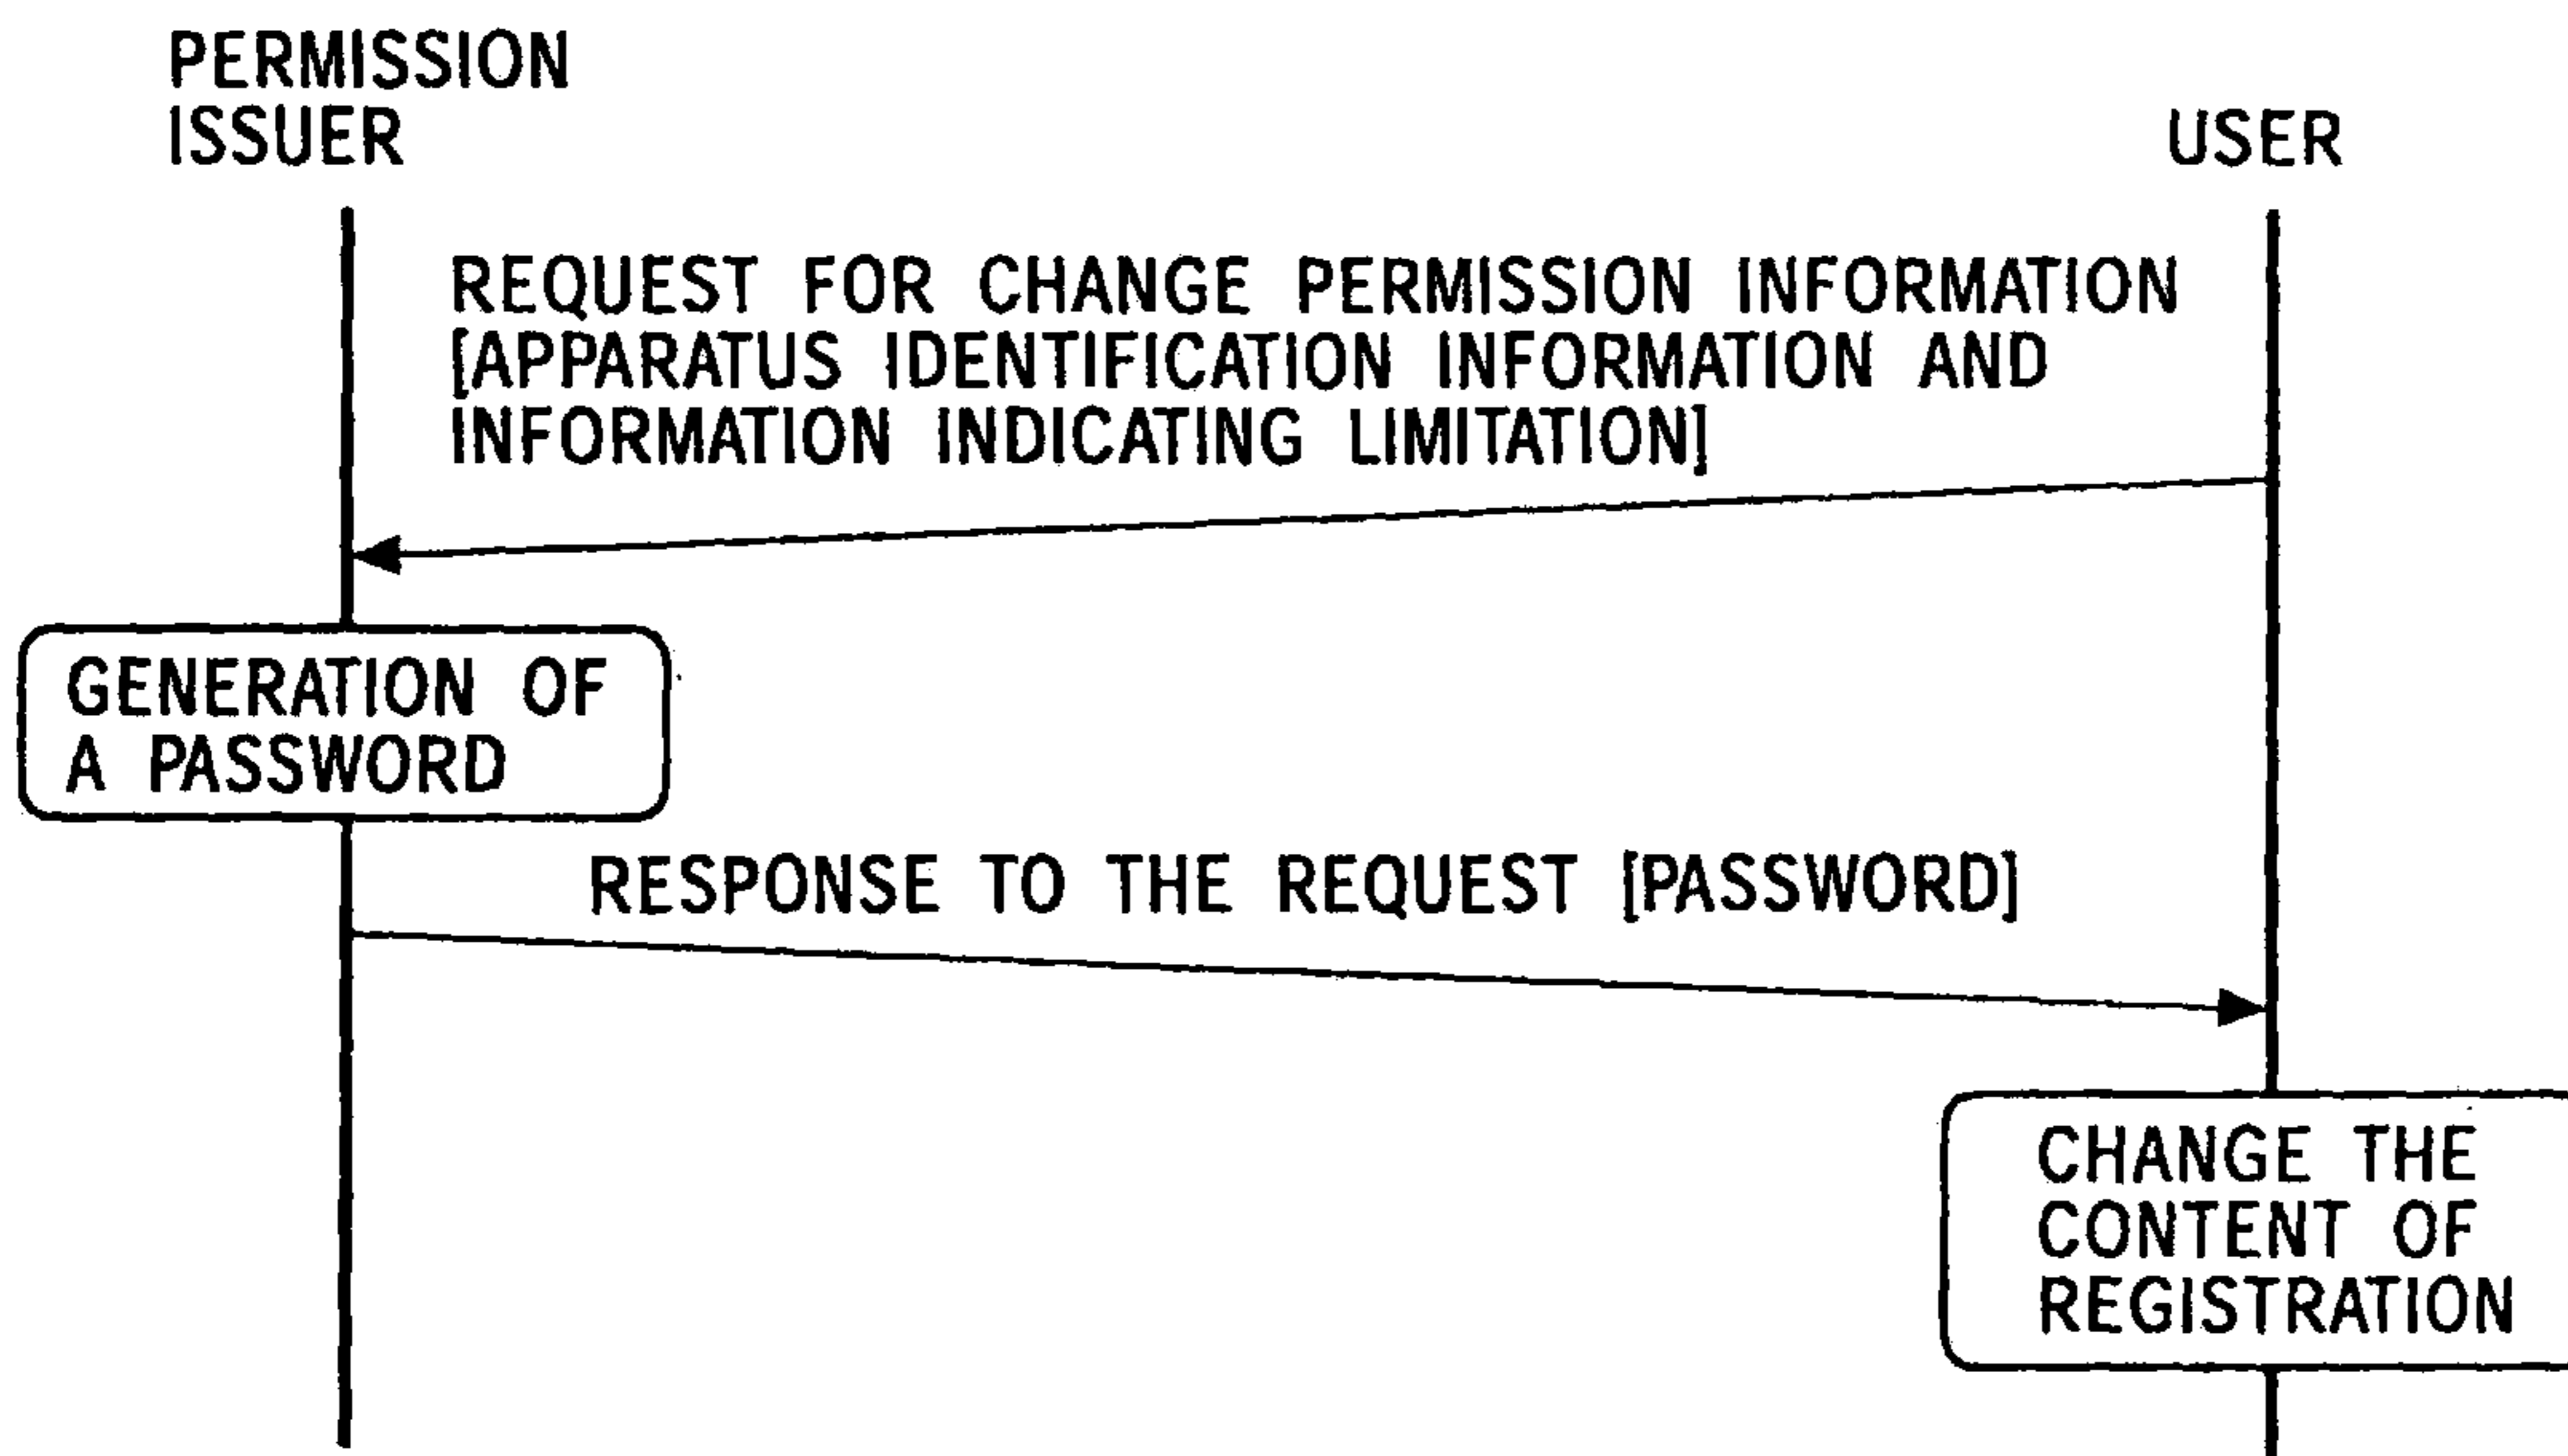 PERMISSION
ISSUER
USER
REQUEST FOR CHANGE PERMISSION INFORMATION
[APPARATUS IDENTIFICATION INFORMATION AND
INFORMATION INDICATING LIMITATION]
GENERATION OF
A PASSWORD
RESPONSE TO THE REQUEST [PASSWORD]
CHANGE THE
CONTENT OF
REGISTRATION